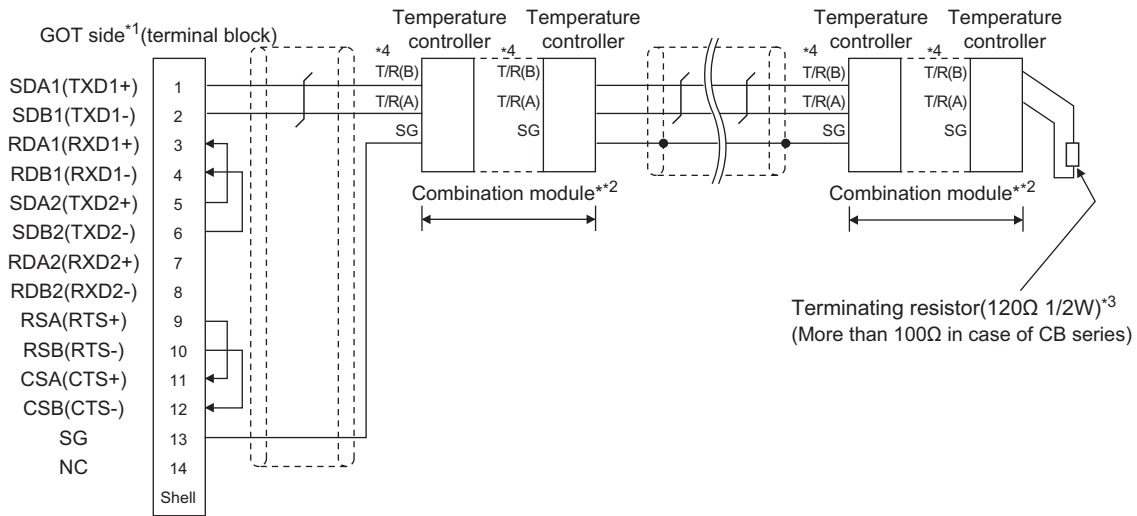 GOT side*1(terminal block)
SDA1(TXD1+) 1
SDB1(TXD1-) 2
RDA1(RXD1+) 3
RDB1(RXD1-) 4
SDA2(TXD2+) 5
SDB2(TXD2-) 6
RDA2(RXD2+) 7
RDB2(RXD2-) 8
RSA(RTS+) 9
RSB(RTS-) 10
CSA(CTS+) 11
CSB(CTS-) 12
SG 13
NC 14
Shell
Temperature controller
*4
T/R(B)
T/R(A)
SG
Temperature controller
*4
T/R(B)
T/R(A)
SG
Combination module**2
Temperature controller
*4
T/R(B)
T/R(A)
SG
Temperature controller
*4
T/R(B)
T/R(A)
SG
Combination module**2
Terminating resistor(120Ω 1/2W)*3
(More than 100Ω in case of CB series)